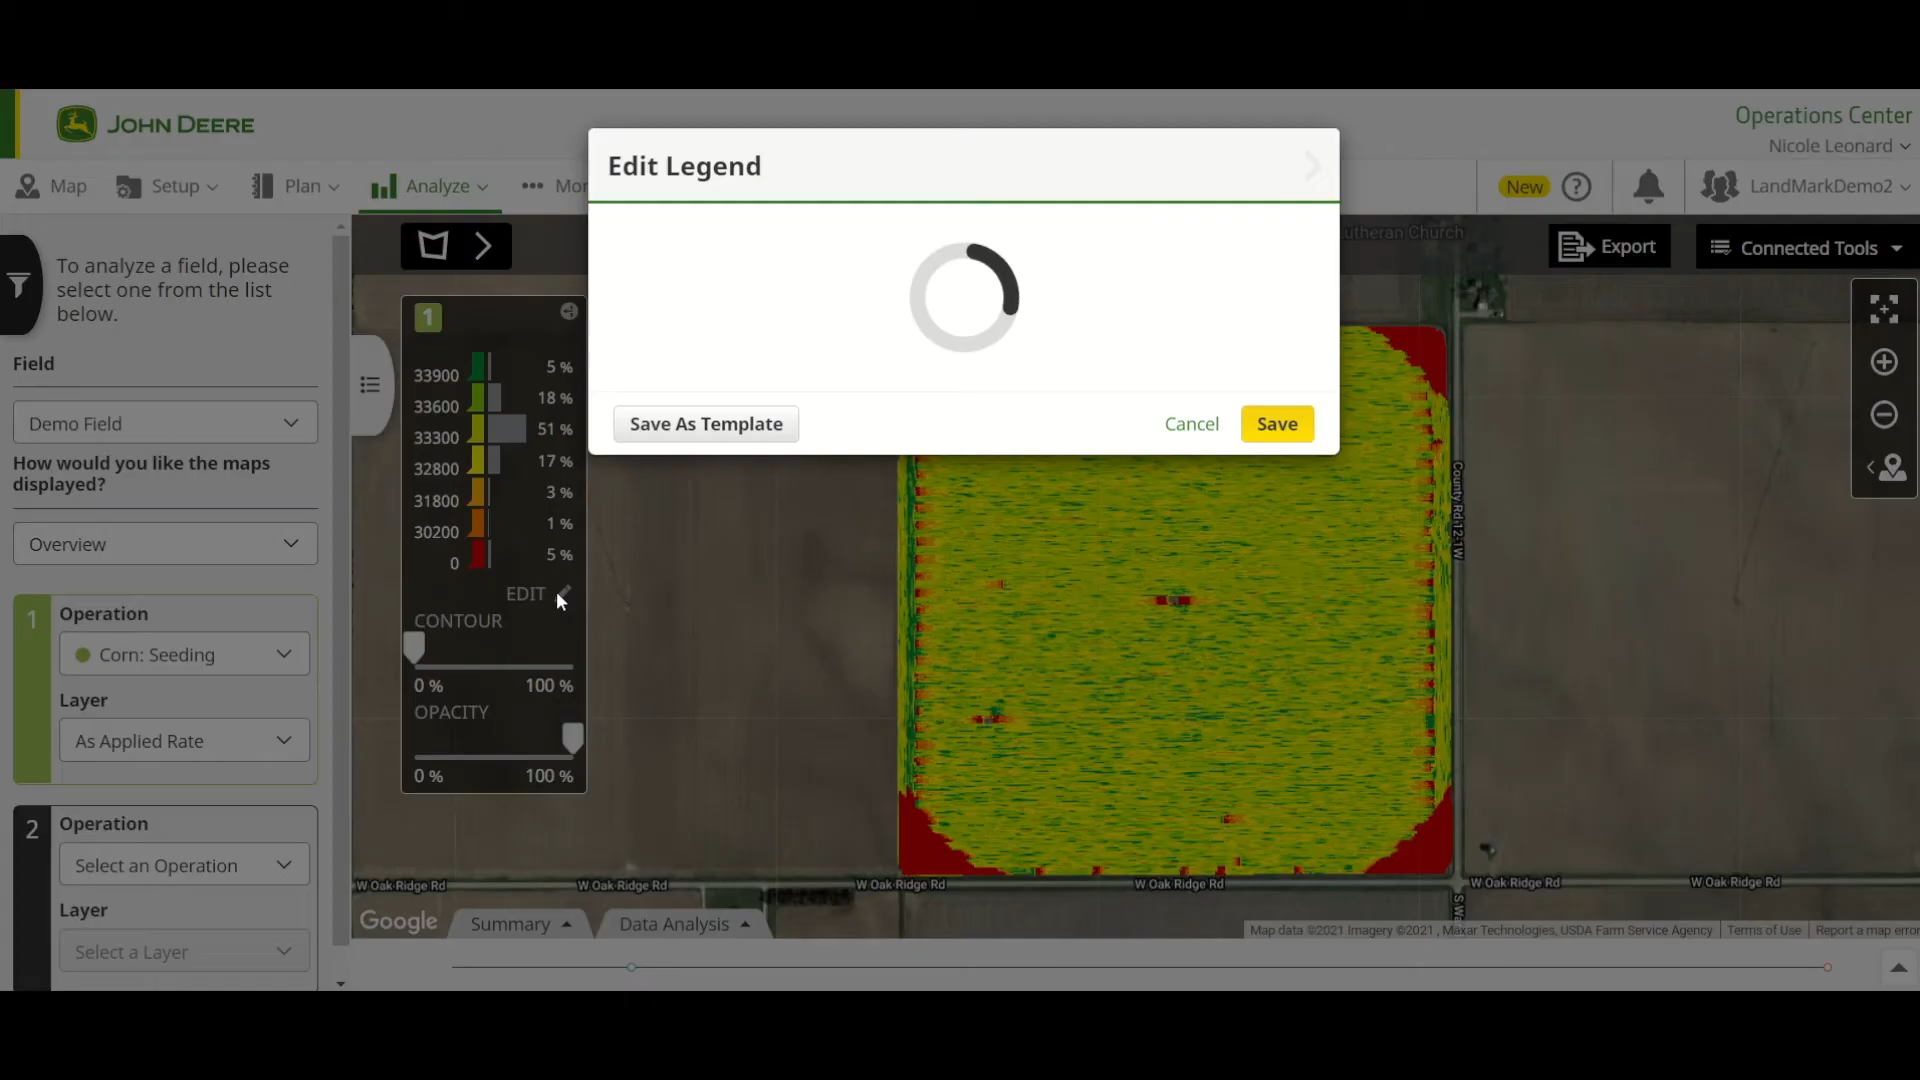 JOHN DEERE
Operations Center
Nicole Leonard
Map
Setup
Plan
Analyze
Mor
New
LandMarkDemo2
Edit Legend
Save As Template
Cancel
Save
To analyze a field, please
select one from the list
below.
Field
Demo Field
How would you like the maps
displayed?
Overview
1
Operation
Corn: Seeding
Layer
As Applied Rate
2
Operation
Select an Operation
Layer
Select a Layer
1
33900 5 %
33600 18 %
33300 51 %
32800 17 %
31800 3 %
30200 1 %
0 5 %
EDIT
CONTOUR
0 % 100 %
OPACITY
0 % 100 %
utheran Church
Export
Connected Tools
County Rd 12-1W
W Oak Ridge Rd
W Oak Ridge Rd
W Oak Ridge Rd
W Oak Ridge Rd
W Oak Ridge Rd
W Oak Ridge Rd
S Wa
Google
Summary
Data Analysis
Map data ©2021 Imagery ©2021 , Maxar Technologies, USDA Farm Service Agency
Terms of Use
Report a map error